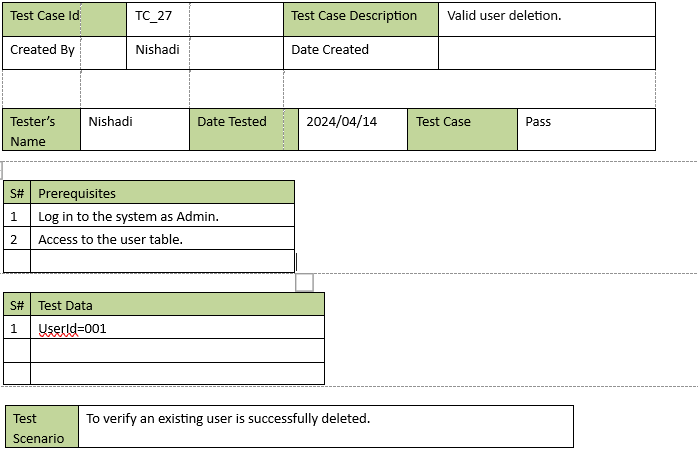 Test Case Id TC_27 Test Case Description Valid user deletion.
Created By Nishadi Date Created
Tester's Nishadi Date Tested 2024/04/14 Test Case Pass
Name
S# Prerequisites
1 Log in to the system as Admin.
2 Access to the user table.
S# Test Data
1 UserId=001
Test To verify an existing user is successfully deleted.
Scenario